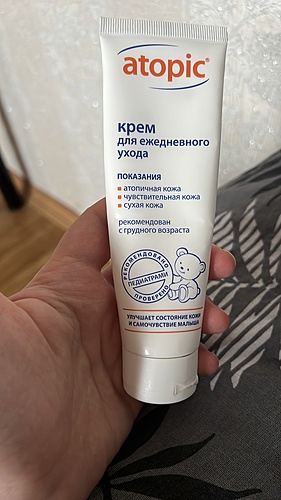 atopic®
крем
для ежедневного
ухода
ПОКАЗАНИЯ
атопичная кожа
чувствительная кожа
сухая кожа
рекомендован
с грудного возраста
РЕКОМЕНДОВАНО
ПЕДИАТРАМИ
ПРОВЕРЕНО
УЛУЧШАЕТ СОСТОЯНИЕ КОЖИ
И САМОЧУВСТВИЕ МАЛЫША